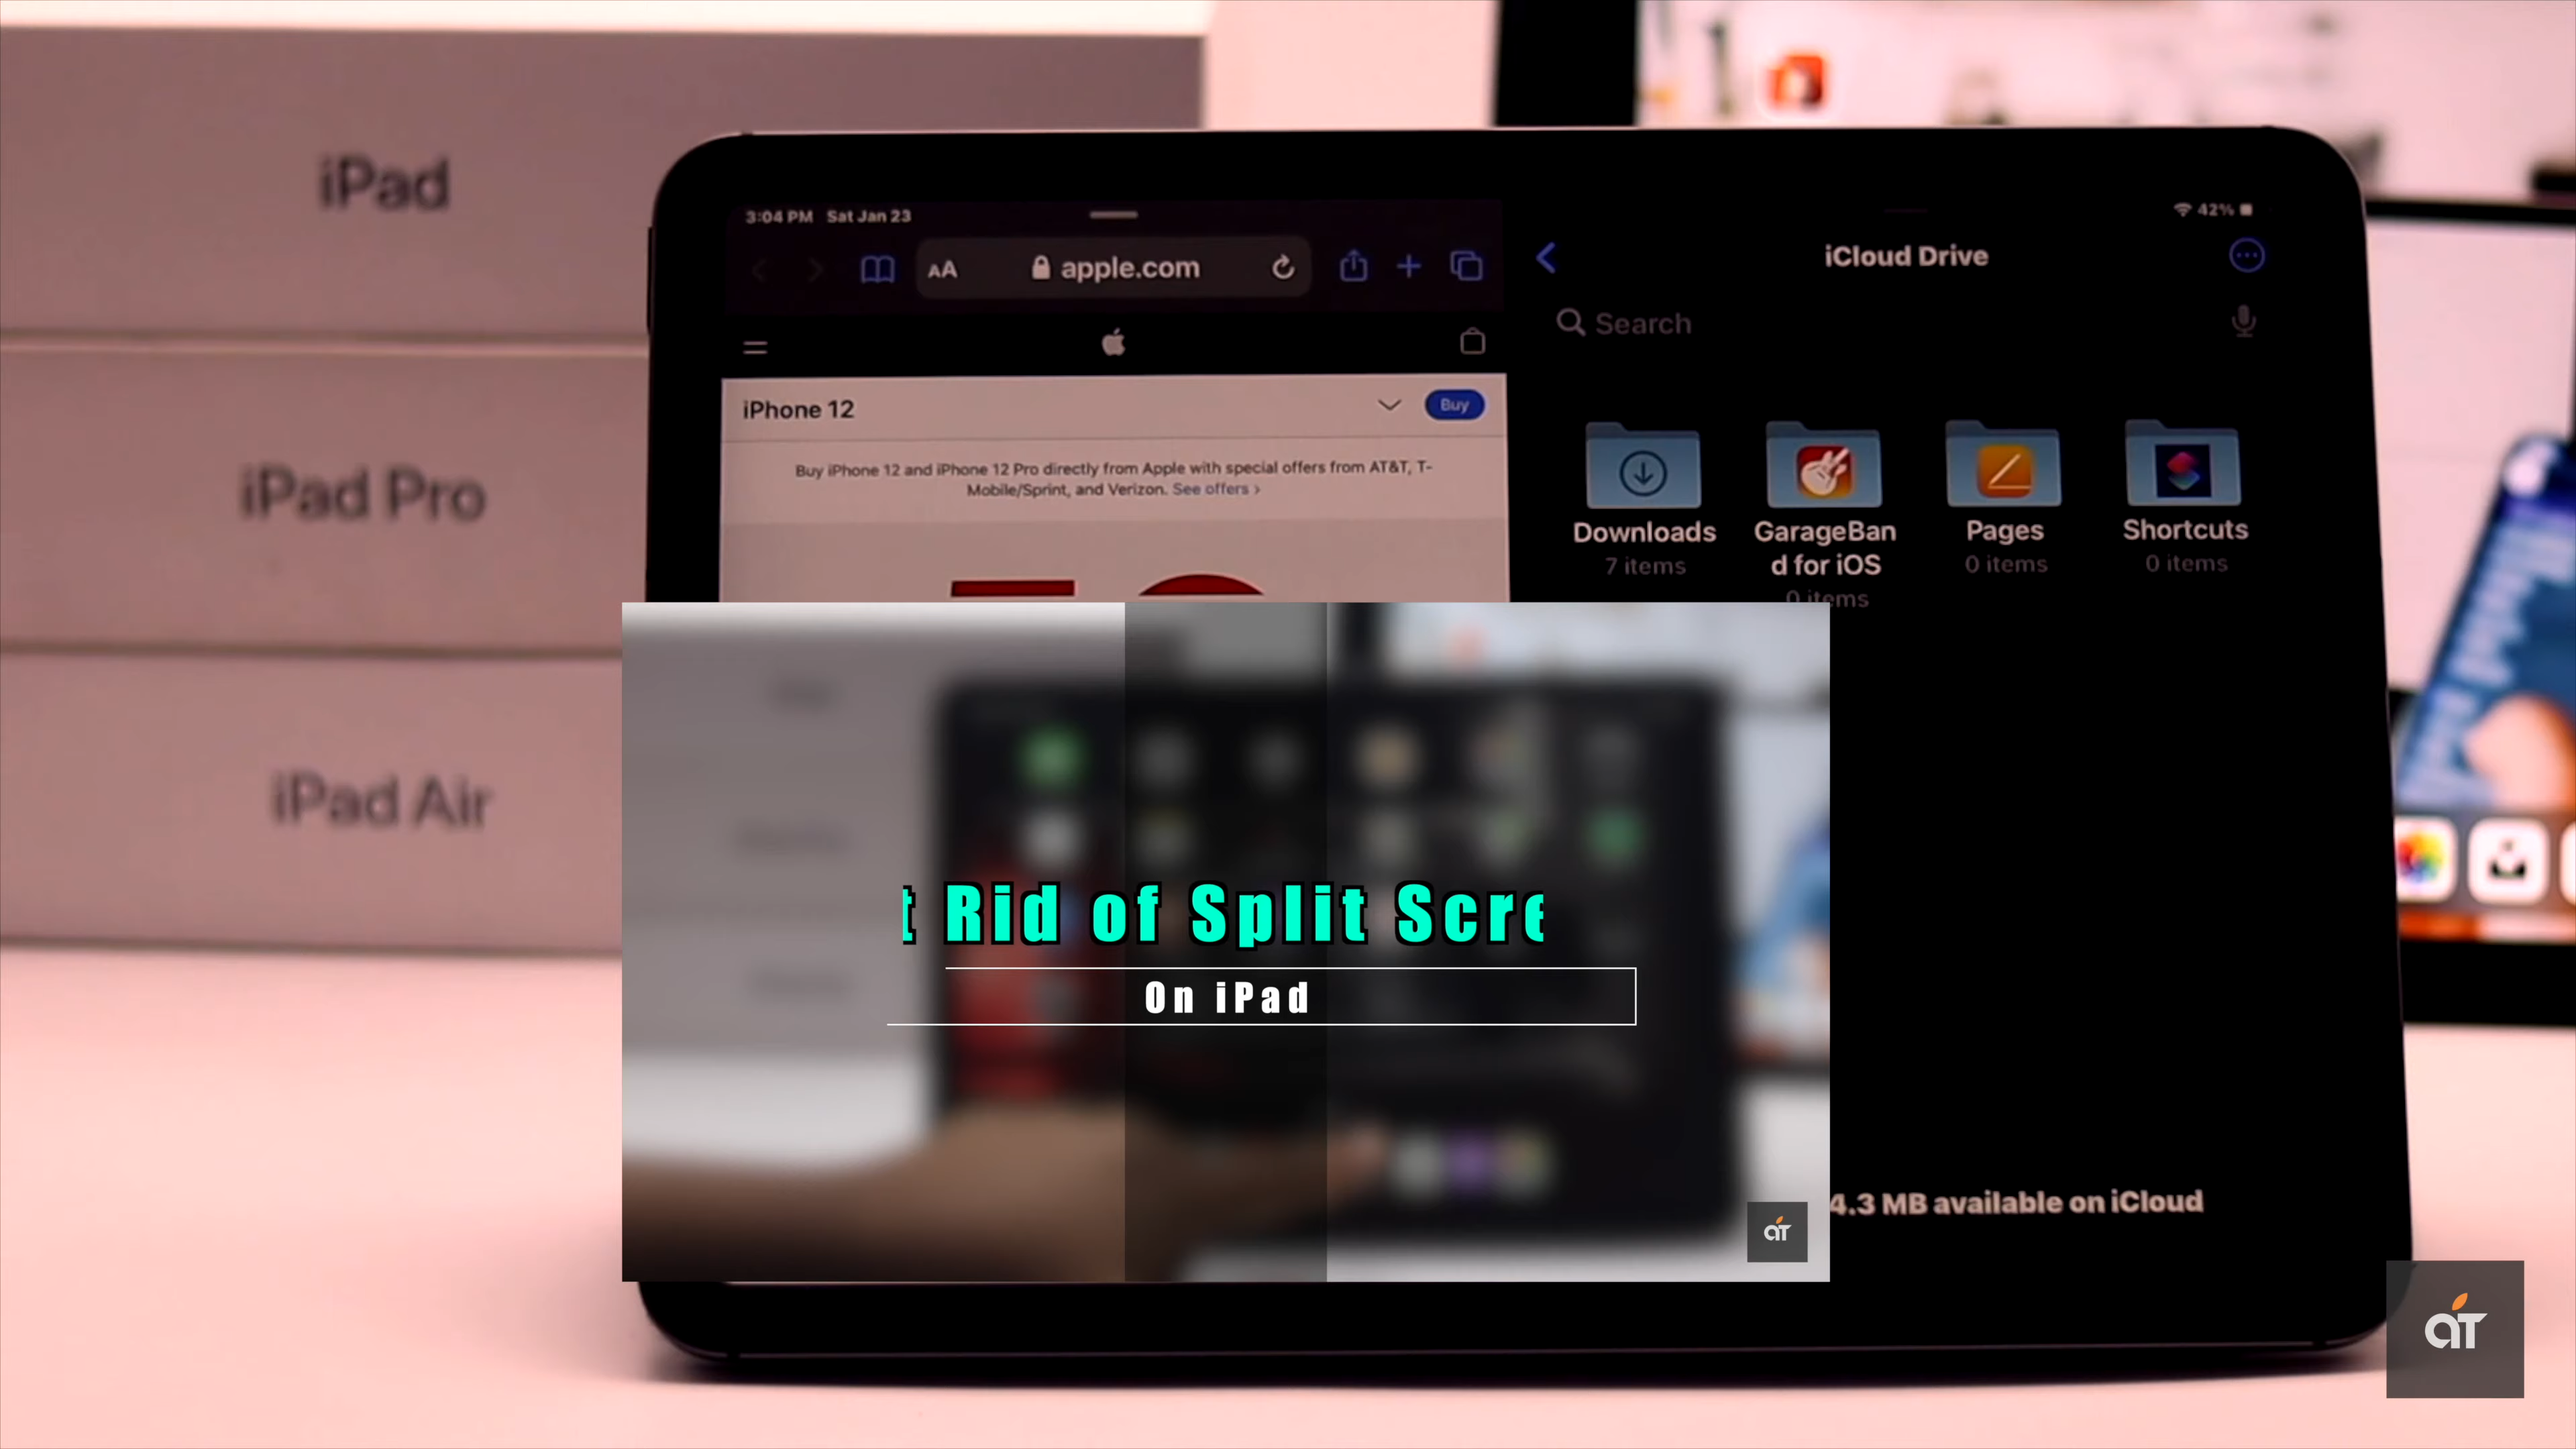 iPad
iPad Pro
iPad Air
3:04 PM Sat Jan 23
AA apple.com
iPhone 12
Buy
Buy iPhone 12 and iPhone 12 Pro directly from Apple with special offers from AT&T, T-
Mobile/Sprint, and Verizon. See offers >
42%
iCloud Drive
Search
Downloads
7 items
GarageBan
d for iOS
0 items
Pages
0 items
Shortcuts
0 items
t Rid of Split Scre
On iPad
aT
4.3 MB available on iCloud
aT